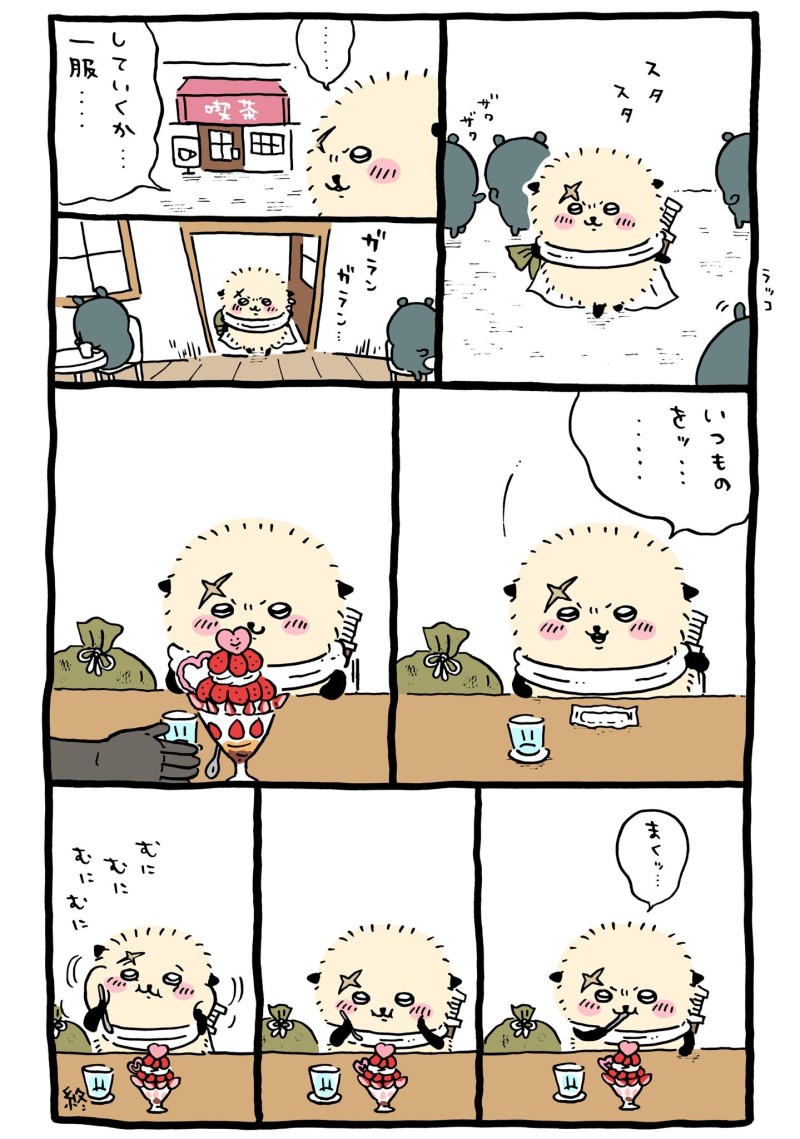 スタ
スタ
ザワ
ザワ
ラッコ
……
喫茶
していくか…
一服……
ガラン
ガラン…
いつもの
をッ…
……
まくッ…
むに
むに
むに
むに
終